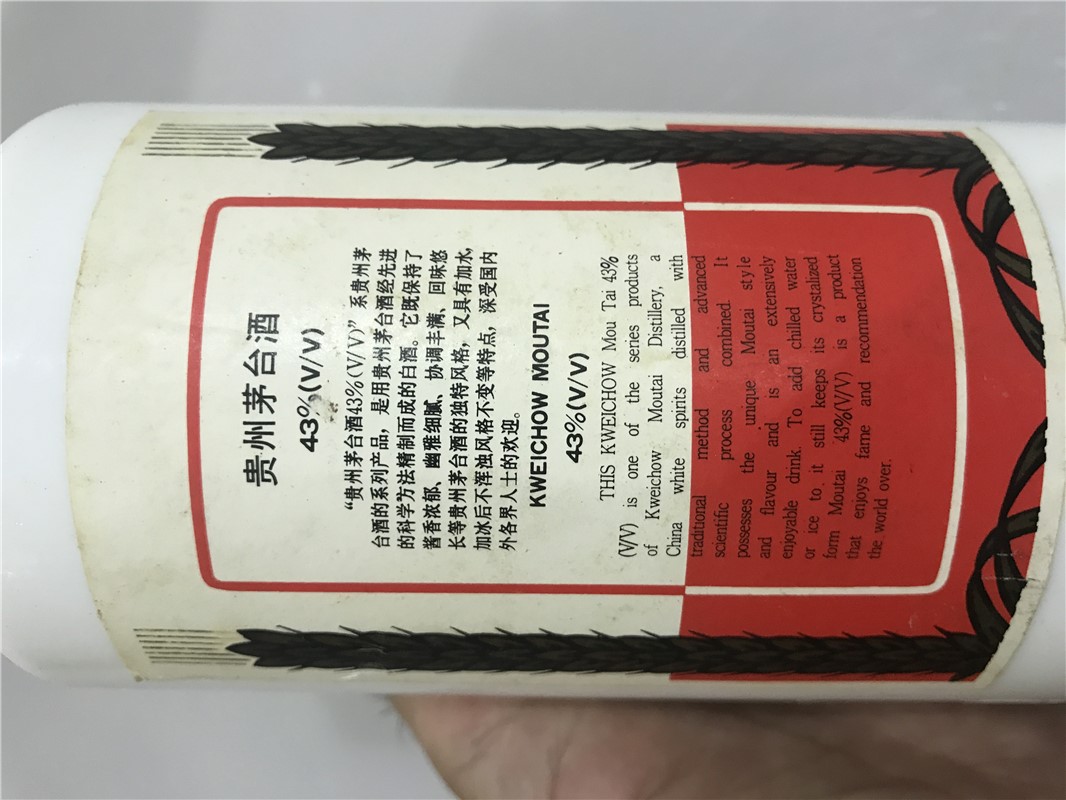 贵州茅台酒
43%(V/V)
“贵州茅台酒43%(V/V)”系贵州茅
台酒的系列产品，是用贵州茅台酒经先进
的科学方法精制而成的白酒。它既保持了
酱香浓郁、幽雅细腻、协调丰满、回味悠
长等贵州茅台酒的独特风格，又具有加水，
加冰后不浑浊风格不变等特点，深受国内
外各界人士的欢迎。
KWEICHOW MOUTAI
43%(V/V)
THIS KWEICHOW Mou Tai 43%
(V/V) is one of the series products
of Kweichow Moutai Distillery, a
China white spirits distilled with
traditional method and advanced
scientific process combined. It
possesses the unique Moutai style
and flavour and is an extensively
enjoyable drink. To add chilled water
or ice to it still keeps its crystalized
form Moutai 43%(V/V) is a product
that enjoys fame and recommendation
the world over.